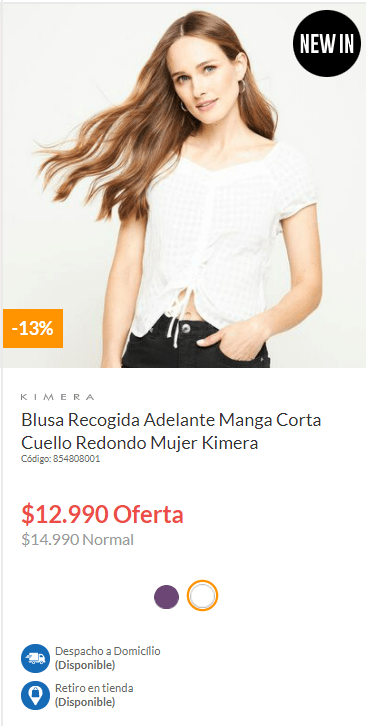 NEW IN
-13%
KIMERA
Blusa Recogida Adelante Manga Corta
Cuello Redondo Mujer Kimera
Código: 854808001
$12.990 Oferta
$14.990 Normal
Despacho a Domicílio
(Disponible)
Retiro en tienda
(Disponible)